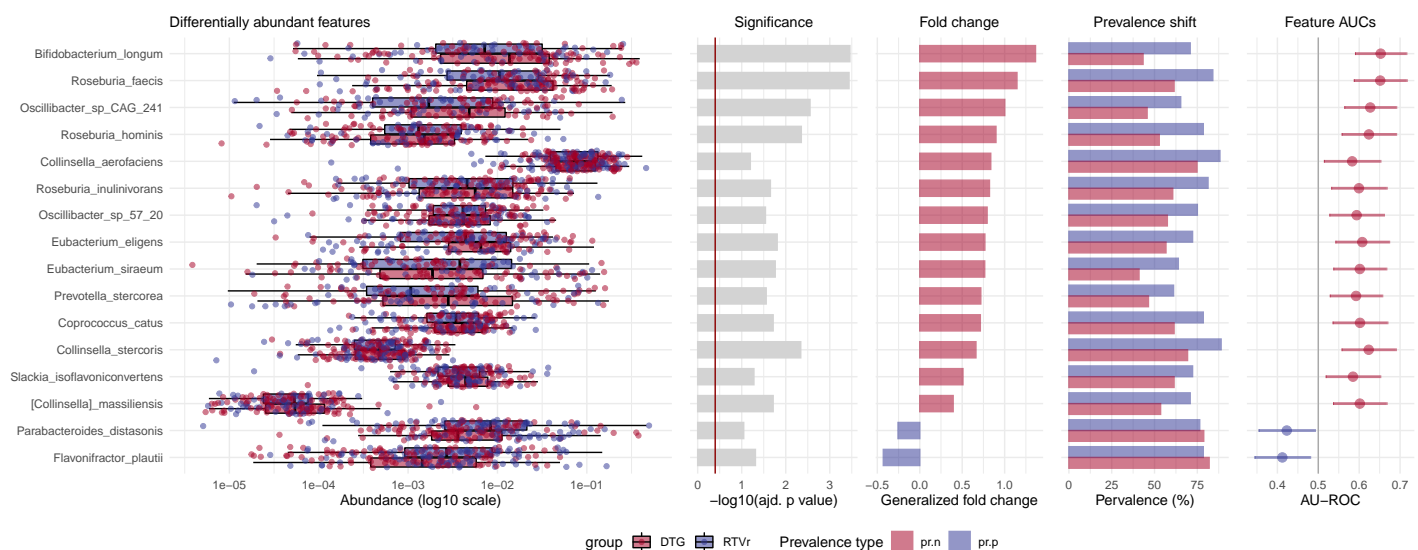 Differentially abundant features
Significance
Fold change
Prevalence shift
Feature AUCs
Bifidobacterium_longum
Roseburia_faecis
Oscillibacter_sp_CAG_241
Roseburia_hominis
Collinsella_aerofaciens
Roseburia_inulinivorans
Oscillibacter_sp_57_20
Eubacterium_eligens
Eubacterium_siraeum
Prevotella_stercorea
Coprococcus_catus
Collinsella_stercoris
Slackia_isoflavoniconvertens
[Collinsella]_massiliensis
Parabacteroides_distasonis
Flavonifractor_plautii
1e−05 1e−04 1e−03 1e−02 1e−01
0 1 2 3
−0.5 0.0 0.5 1.0
0 25 50 75
0.4 0.5 0.6 0.7
Abundance (log10 scale)
−log10(ajd. p value)
Generalized fold change
Pervalence (%)
AU−ROC
group DTG RTVr Prevalence type pr.n pr.p